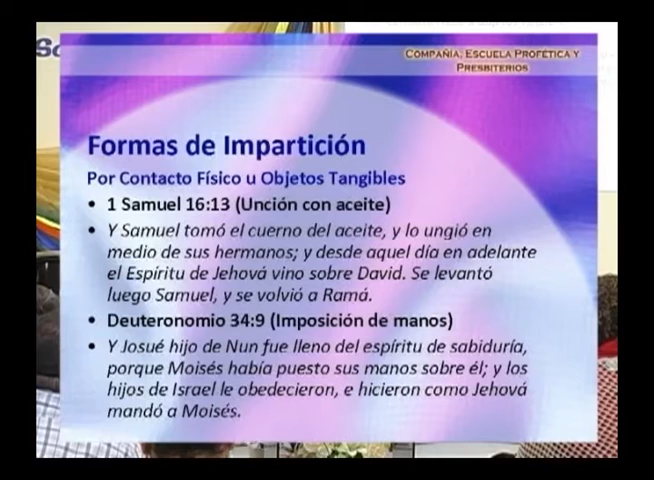 COMPAÑÍA, ESCUELA PROFÉTICA Y
PRESBITERIOS
Formas de Impartición
Por Contacto Físico u Objetos Tangibles
• 1 Samuel 16:13 (Unción con aceite)
• Y Samuel tomó el cuerno del aceite, y lo ungió en
medio de sus hermanos; y desde aquel día en adelante
el Espíritu de Jehová vino sobre David. Se levantó
luego Samuel, y se volvió a Ramá.
• Deuteronomio 34:9 (Imposición de manos)
• Y Josué hijo de Nun fue lleno del espíritu de sabiduría,
porque Moisés había puesto sus manos sobre él; y los
hijos de Israel le obedecieron, e hicieron como Jehová
mandó a Moisés.